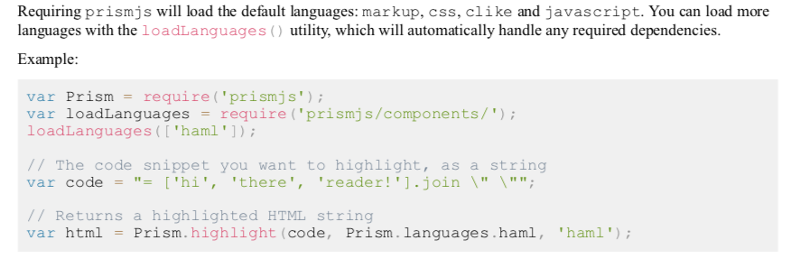 Requiring prismjs will load the default languages: markup, css, clike and javascript. You can load more
languages with the loadLanguages() utility, which will automatically handle any required dependencies.
Example:
var Prism = require('prismjs');
var loadLanguages = require('prismjs/components/');
loadLanguages(['haml']);
// The code snippet you want to highlight, as a string
var code = "= ['hi', 'there', 'reader!'].join \" \"";
// Returns a highlighted HTML string
var html = Prism.highlight(code, Prism.languages.haml, 'haml');